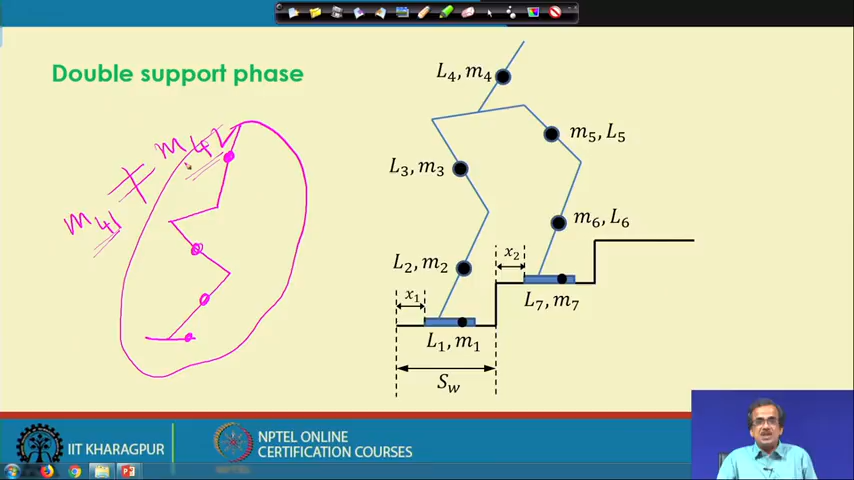 Double support phase
m41 ≠ m42
L4, m4
m5, L5
L3, m3
m6, L6
L2, m2
x2
x1
L7, m7
L1, m1
Sw
IIT KHARAGPUR
NPTEL ONLINE
CERTIFICATION COURSES